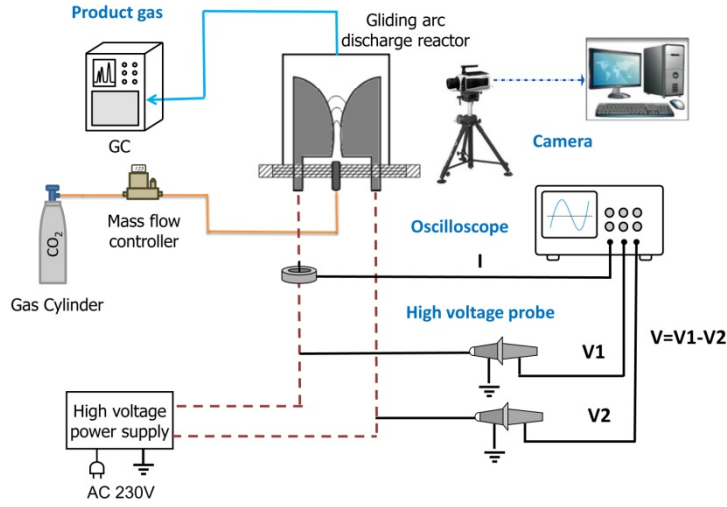 Product gas
Gliding arc
discharge reactor
GC
Camera
CO2
Mass flow
controller
Gas Cylinder
Oscilloscope
I
High voltage probe
V1
V=V1-V2
V2
High voltage
power supply
AC 230V